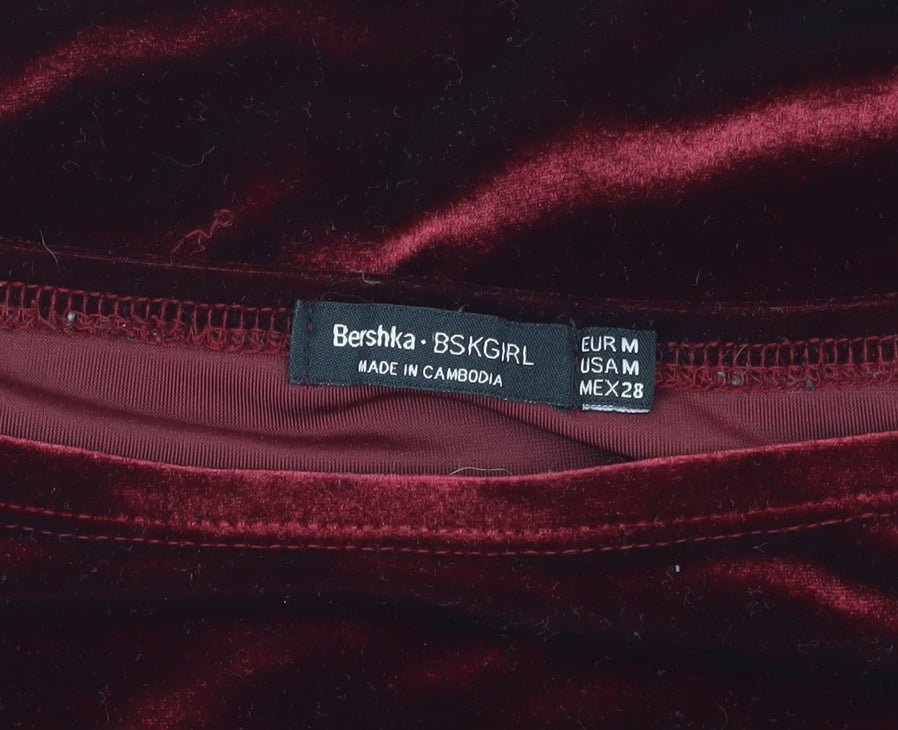 Bershka · BSKGIRL
MADE IN CAMBODIA
EUR M
USA M
MEX 28